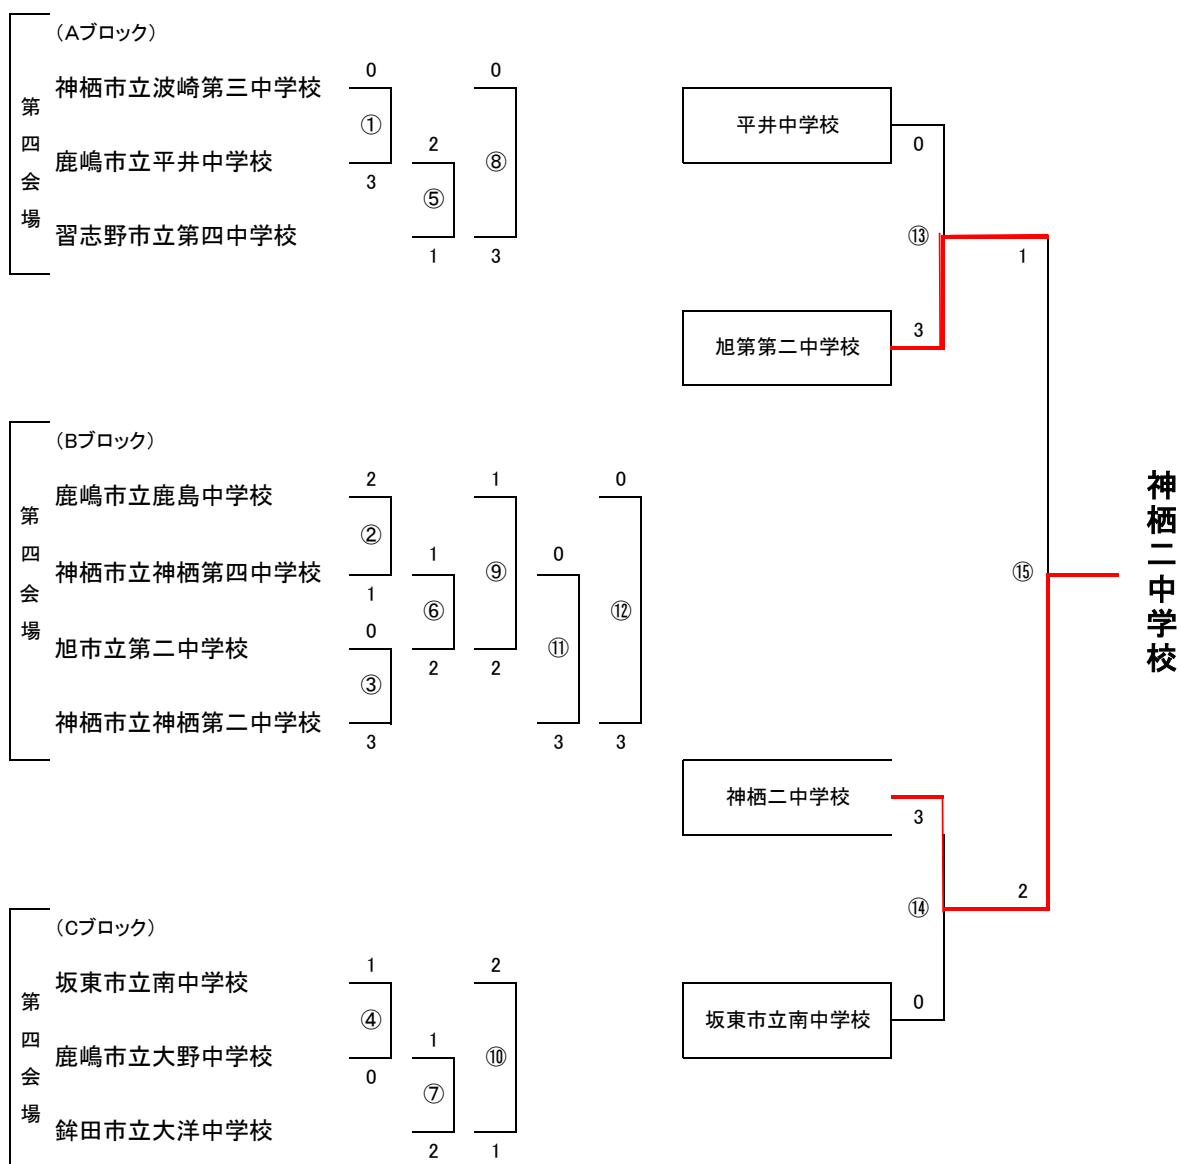 (Aブロック)
第四会場
神栖市立波崎第三中学校
鹿嶋市立平井中学校
習志野市立第四中学校
0
①
3
2
⑤
1
0
⑧
3
(Bブロック)
第四会場
鹿嶋市立鹿島中学校
神栖市立神栖第四中学校
旭市立第二中学校
神栖市立神栖第二中学校
2
②
1
0
③
3
1
⑥
2
1
⑨
2
0
⑪
3
0
⑫
3
(Cブロック)
第四会場
坂東市立南中学校
鹿嶋市立大野中学校
鉾田市立大洋中学校
1
④
0
1
⑦
2
2
⑩
1
平井中学校
0
⑬
旭第第二中学校
3
1
⑮
神栖二中学校
3
⑭
2
坂東市立南中学校
0
神栖二中学校